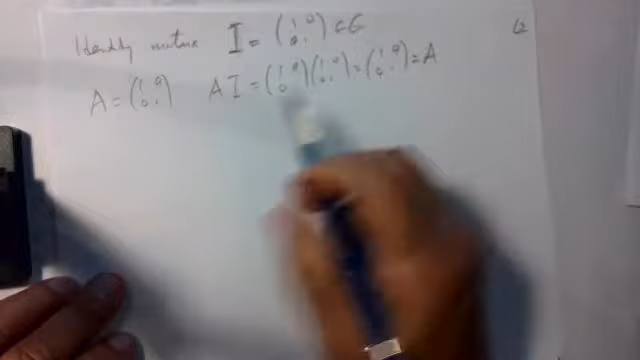 Identity matrix I = (1 0 0 1) ∈ G
A = (1 0 0 1) A I = (1 0 0 1)(1 0 0 1) = (1 0 0 1) = A